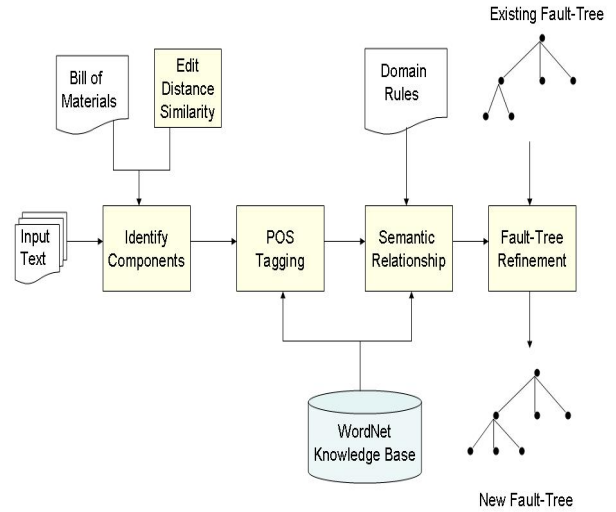 Existing Fault-Tree
Bill of
Materials
Edit
Distance
Similarity
Domain
Rules
Input
Text
Identify
Components
POS
Tagging
Semantic
Relationship
Fault-Tree
Refinement
WordNet
Knowledge Base
New Fault-Tree